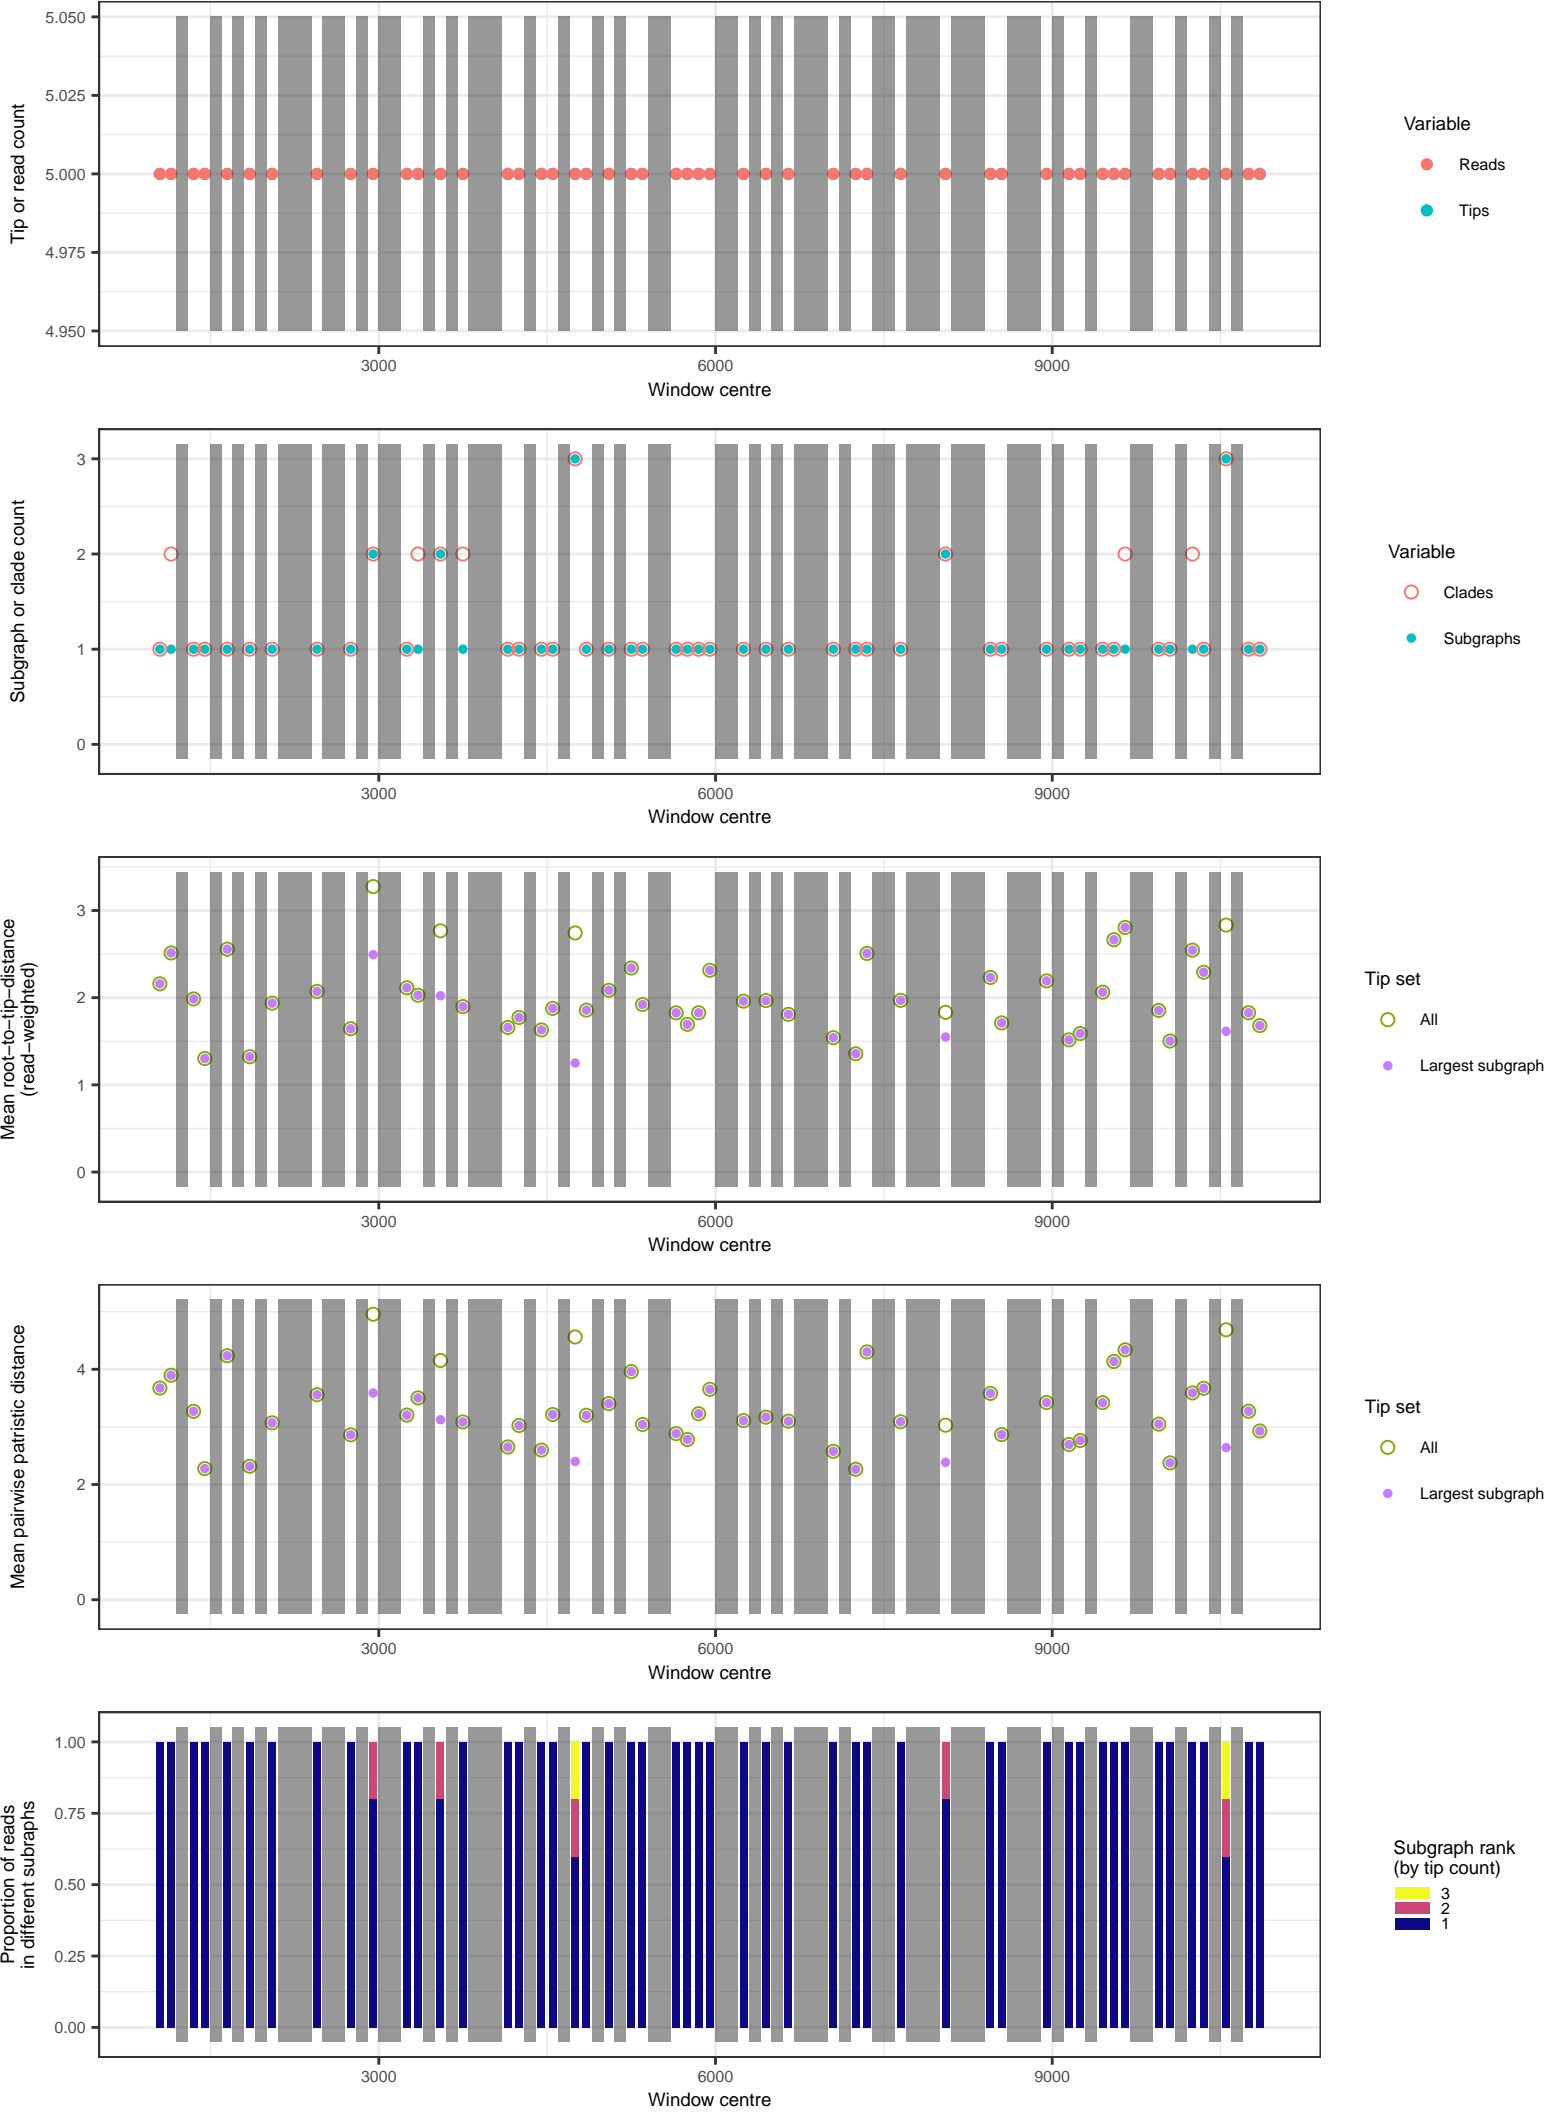 5.050
5.025
5.000
4.975
4.950
Tip or read count
3000 6000 9000
Window centre
Variable
Reads
Tips
3
2
1
0
Subgraph or clade count
3000 6000 9000
Window centre
Variable
Clades
Subgraphs
3
2
1
0
Mean root−to−tip−distance
(read−weighted)
3000 6000 9000
Window centre
Tip set
All
Largest subgraph
4
2
0
Mean pairwise patristic distance
3000 6000 9000
Window centre
Tip set
All
Largest subgraph
1.00
0.75
0.50
0.25
0.00
Proportion of reads
in different subraphs
3000 6000 9000
Window centre
Subgraph rank
(by tip count)
3
2
1